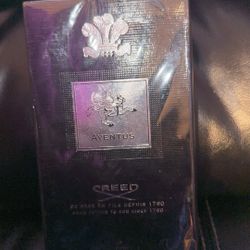 AVENTUS
CREED
DE PÈRE EN FILS DEPUIS 1760
FROM FATHER TO SON SINCE 1760